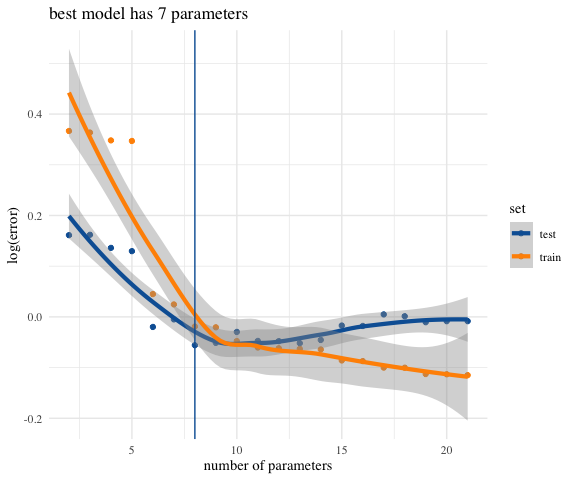 best model has 7 parameters
log(error)
0.4
0.2
0.0
-0.2
5
10
15
20
number of parameters
set
test
train